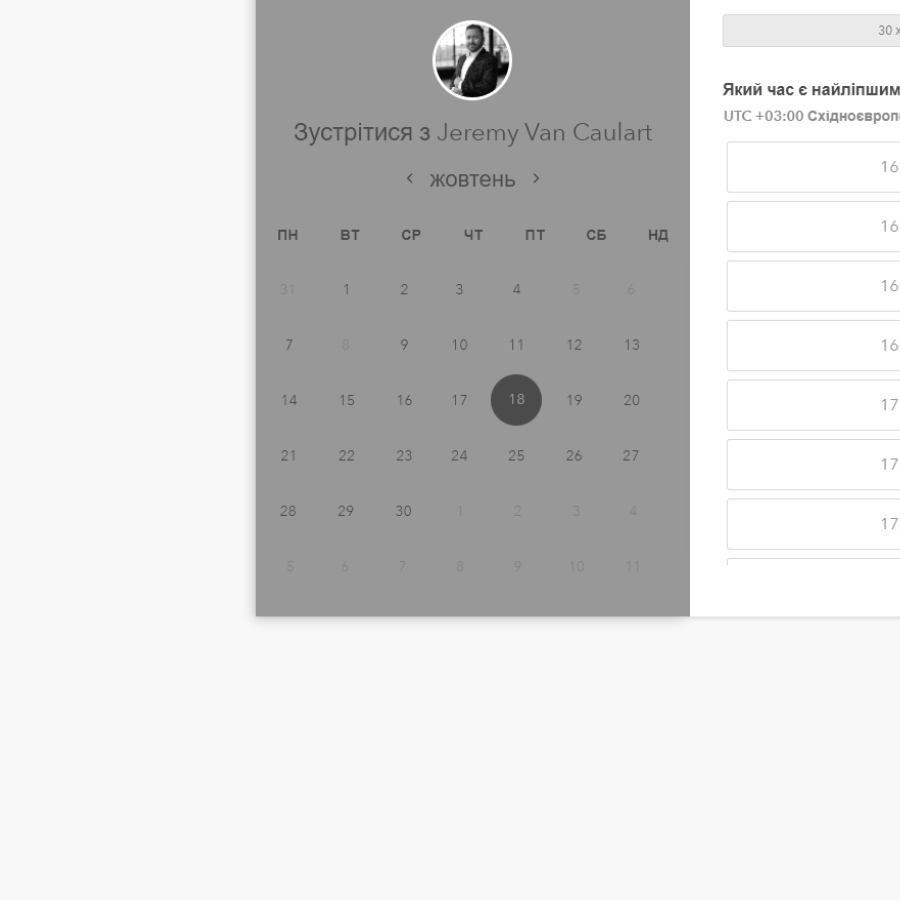 Зустрітися з Jeremy Van Caulart
жовтень
ПН ВТ СР ЧТ ПТ СБ НД
31 1 2 3 4 5 6
7 8 9 10 11 12 13
14 15 16 17 18 19 20
21 22 23 24 25 26 27
28 29 30 1 2 3 4
5 6 7 8 9 10 11
30
Який час є найліпшим
UTC +03:00
16
16
16
16
17
17
17